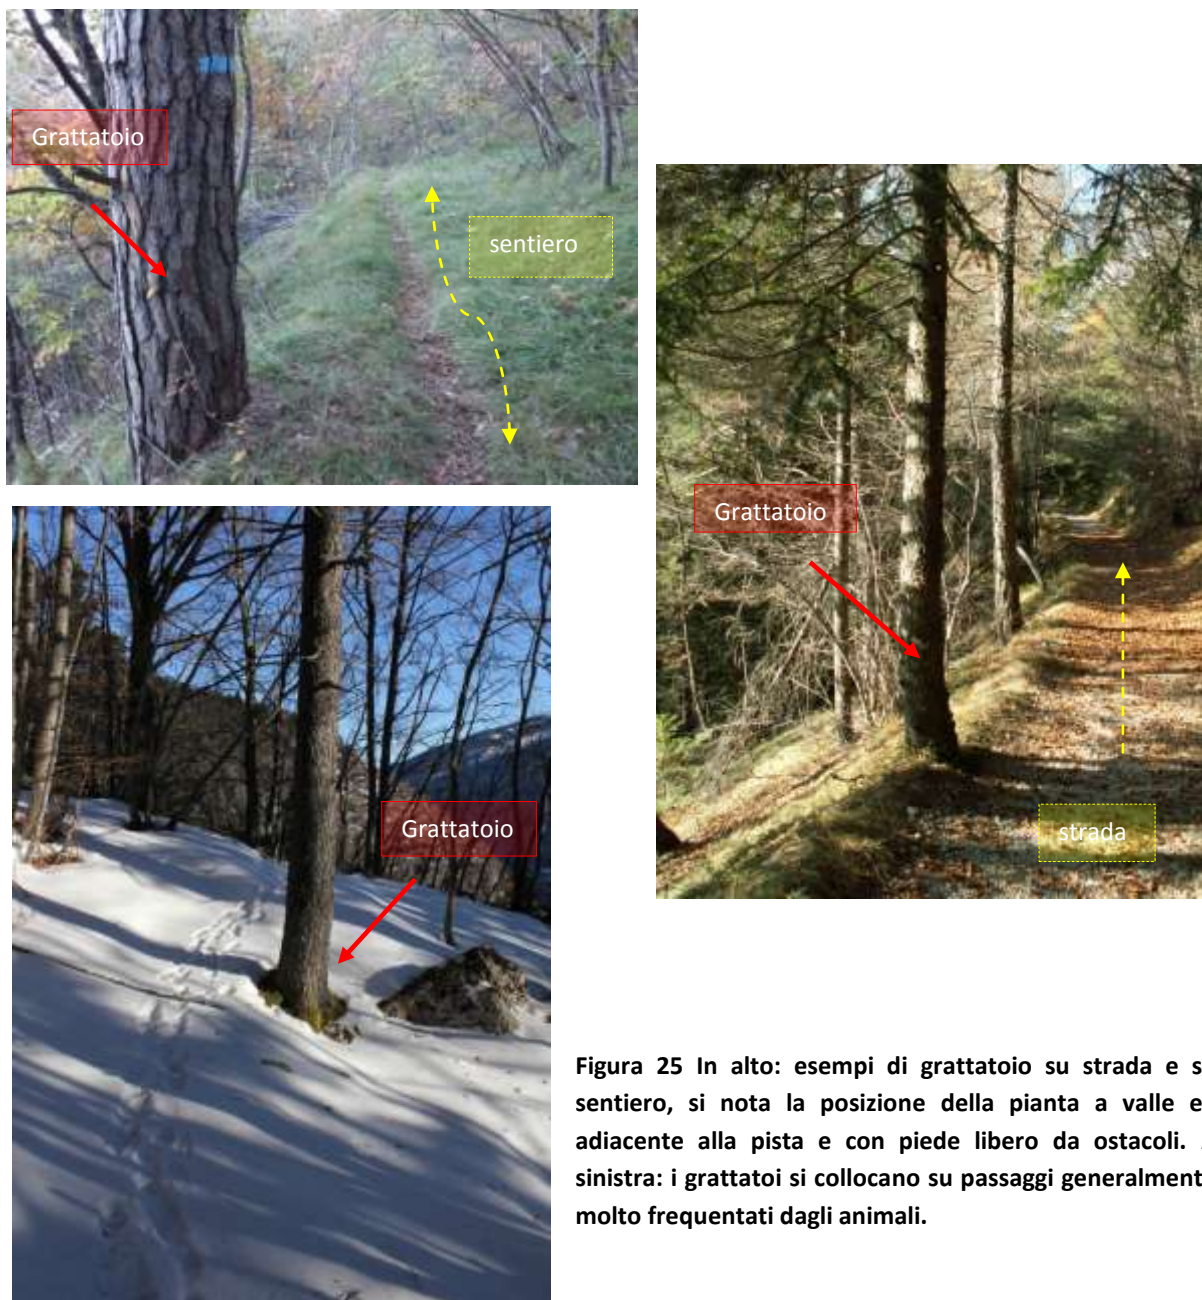 Grattatoio
sentiero
Grattatoio
strada
Grattatoio
Figura 25 In alto: esempi di grattatoio su strada e s
sentiero, si nota la posizione della pianta a valle e
adiacente alla pista e con piede libero da ostacoli.
sinistra: i grattatoi si collocano su passaggi generalment
molto frequentati dagli animali.